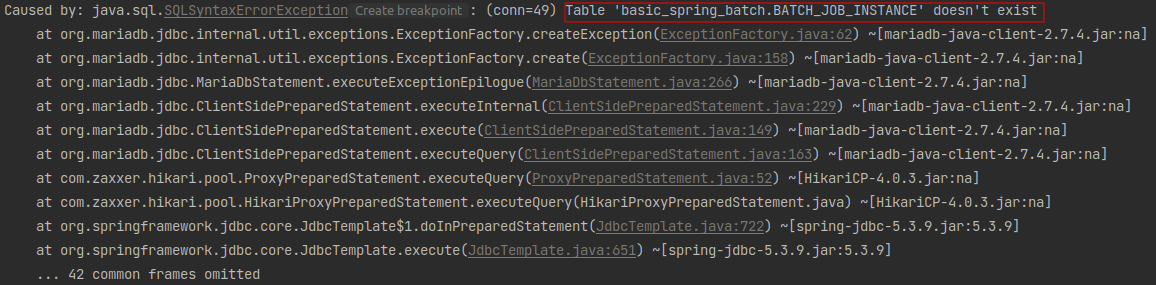 Caused by: java.sql.SQLSyntaxErrorException Create breakpoint : (conn=49) Table 'basic_spring_batch.BATCH_JOB_INSTANCE' doesn't exist
at org.mariadb.jdbc.internal.util.exceptions.ExceptionFactory.createException(ExceptionFactory.java:62) ~[mariadb-java-client-2.7.4.jar:na]
at org.mariadb.jdbc.internal.util.exceptions.ExceptionFactory.create(ExceptionFactory.java:158) ~[mariadb-java-client-2.7.4.jar:na]
at org.mariadb.jdbc.MariaDbStatement.executeExceptionEpilogue(MariaDbStatement.java:266) ~[mariadb-java-client-2.7.4.jar:na]
at org.mariadb.jdbc.ClientSidePreparedStatement.executeInternal(ClientSidePreparedStatement.java:229) ~[mariadb-java-client-2.7.4.jar:na]
at org.mariadb.jdbc.ClientSidePreparedStatement.execute(ClientSidePreparedStatement.java:149) ~[mariadb-java-client-2.7.4.jar:na]
at org.mariadb.jdbc.ClientSidePreparedStatement.executeQuery(ClientSidePreparedStatement.java:163) ~[mariadb-java-client-2.7.4.jar:na]
at com.zaxxer.hikari.pool.ProxyPreparedStatement.executeQuery(ProxyPreparedStatement.java:52) ~[HikariCP-4.0.3.jar:na]
at com.zaxxer.hikari.pool.HikariProxyPreparedStatement.executeQuery(HikariProxyPreparedStatement.java) ~[HikariCP-4.0.3.jar:na]
at org.springframework.jdbc.core.JdbcTemplate$1.doInPreparedStatement(JdbcTemplate.java:722) ~[spring-jdbc-5.3.9.jar:5.3.9]
at org.springframework.jdbc.core.JdbcTemplate.execute(JdbcTemplate.java:651) ~[spring-jdbc-5.3.9.jar:5.3.9]
... 42 common frames omitted